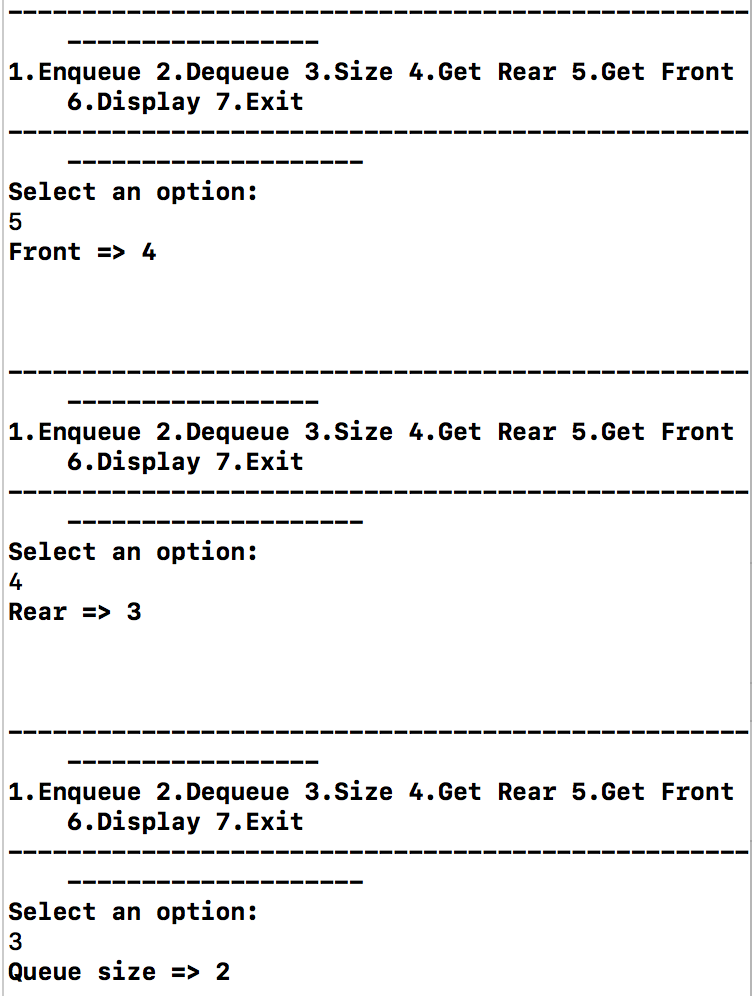 --------------------------------------------------
    -----------------
1.Enqueue 2.Dequeue 3.Size 4.Get Rear 5.Get Front
    6.Display 7.Exit
--------------------------------------------------
    --------------------
Select an option:
5
Front => 4
--------------------------------------------------
    -----------------
1.Enqueue 2.Dequeue 3.Size 4.Get Rear 5.Get Front
    6.Display 7.Exit
--------------------------------------------------
    --------------------
Select an option:
4
Rear => 3
--------------------------------------------------
    -----------------
1.Enqueue 2.Dequeue 3.Size 4.Get Rear 5.Get Front
    6.Display 7.Exit
--------------------------------------------------
    --------------------
Select an option:
3
Queue size => 2